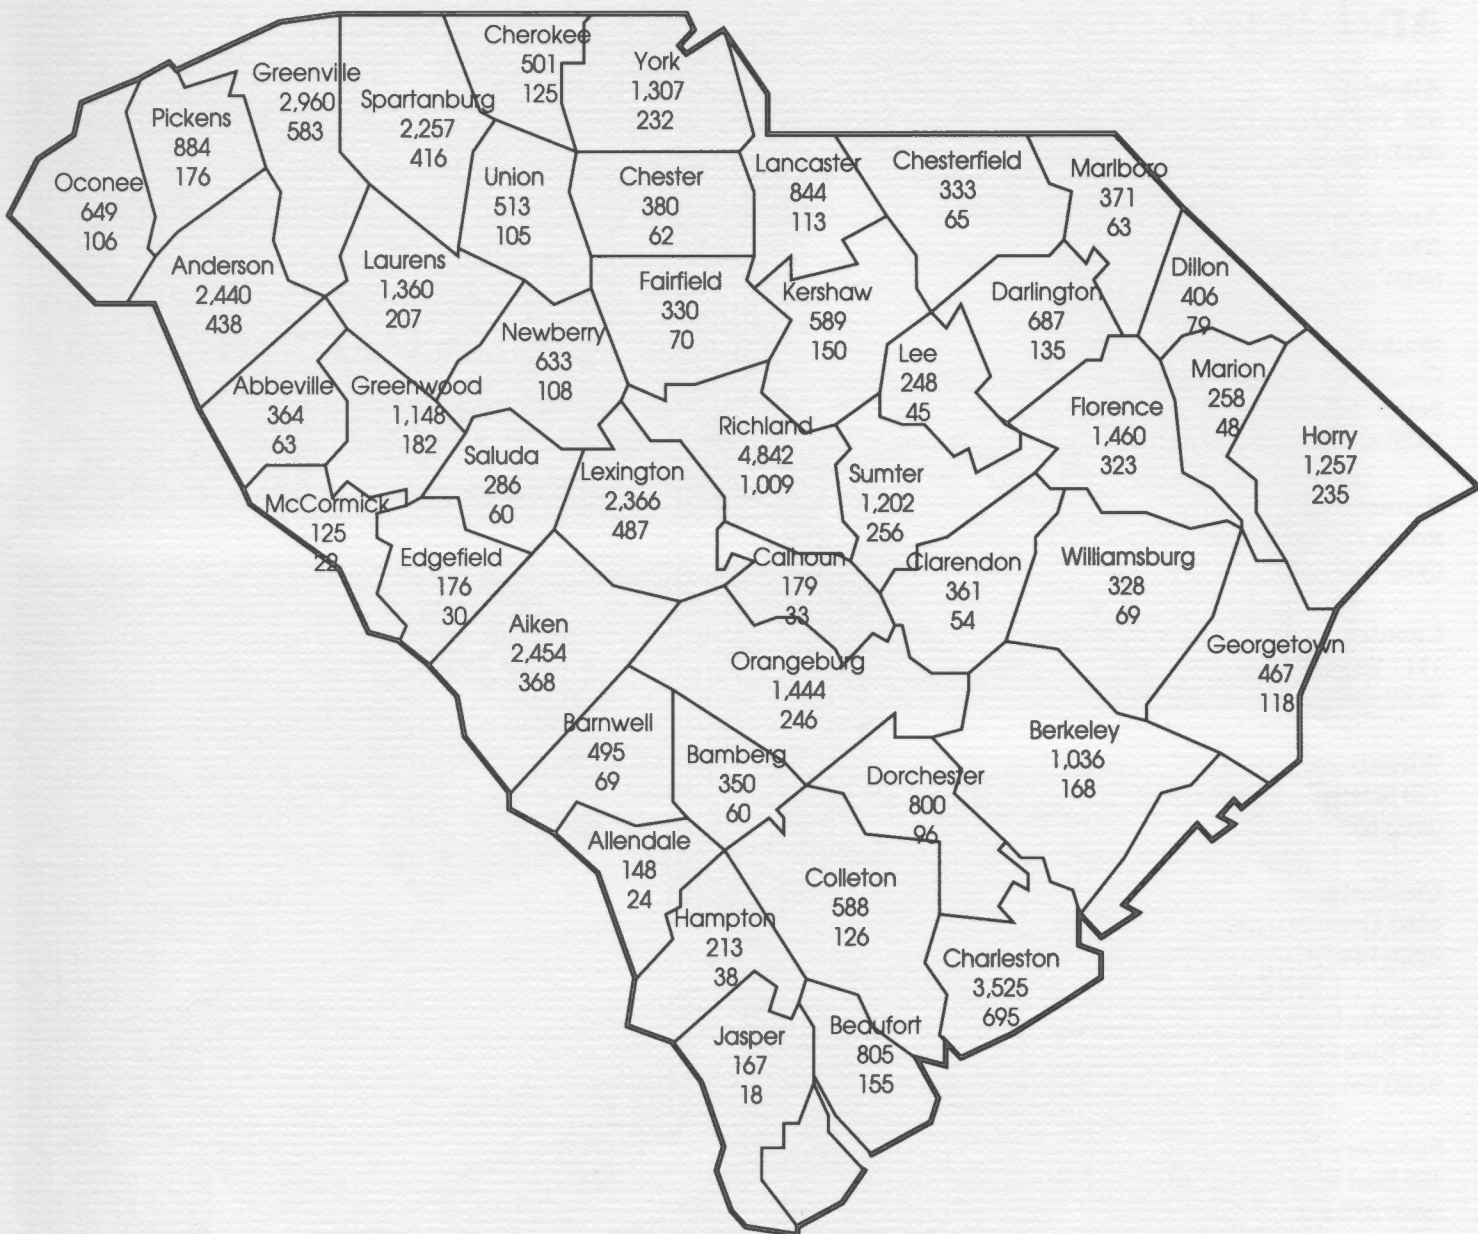 Cherokee
501
125
York
1,307
232
Greenville
2,960
583
Spartanburg
2,257
416
Pickens
884
176
Oconee
649
106
Union
513
105
Chester
380
62
Lancaster
844
113
Chesterfield
333
65
Marlboro
371
63
Anderson
2,440
438
Laurens
1,360
207
Fairfield
330
70
Kershaw
589
150
Darlington
687
135
Dillon
406
79
Newberry
633
108
Lee
248
45
Marion
258
48
Abbeville
364
63
Greenwood
1,148
182
Florence
1,460
323
Horry
1,257
235
Richland
4,842
1,009
Saluda
286
60
Lexington
2,366
487
Sumter
1,202
256
McCormick
125
22
Edgefield
176
30
Calhoun
179
33
Clarendon
361
54
Williamsburg
328
69
Aiken
2,454
368
Orangeburg
1,444
246
Georgetown
467
118
Barnwell
495
69
Bamberg
350
60
Berkeley
1,036
168
Dorchester
800
96
Allendale
148
24
Colleton
588
126
Hampton
213
38
Charleston
3,525
695
Jasper
167
18
Beaufort
805
155